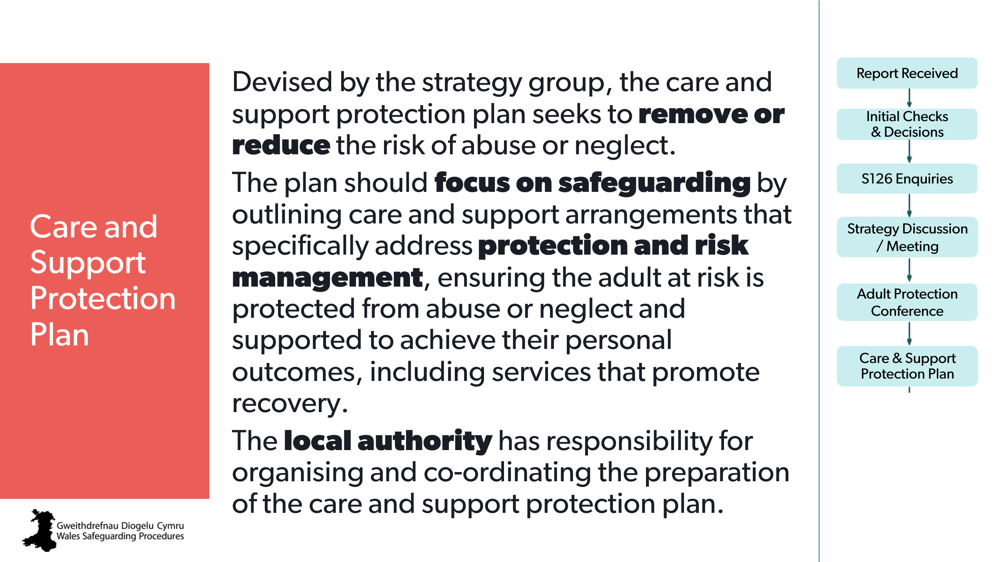 Care and
Support
Protection
Plan
Devised by the strategy group, the care and
support protection plan seeks to remove or
reduce the risk of abuse or neglect.
The plan should focus on safeguarding by
outlining care and support arrangements that
specifically address protection and risk
management, ensuring the adult at risk is
protected from abuse or neglect and
supported to achieve their personal
outcomes, including services that promote
recovery.
The local authority has responsibility for
organising and co-ordinating the preparation
of the care and support protection plan.
Report Received
Initial Checks
& Decisions
S126 Enquiries
Strategy Discussion
/ Meeting
Adult Protection
Conference
Care & Support
Protection Plan
Gweithdrefnau Diogelu Cymru
Wales Safeguarding Procedures